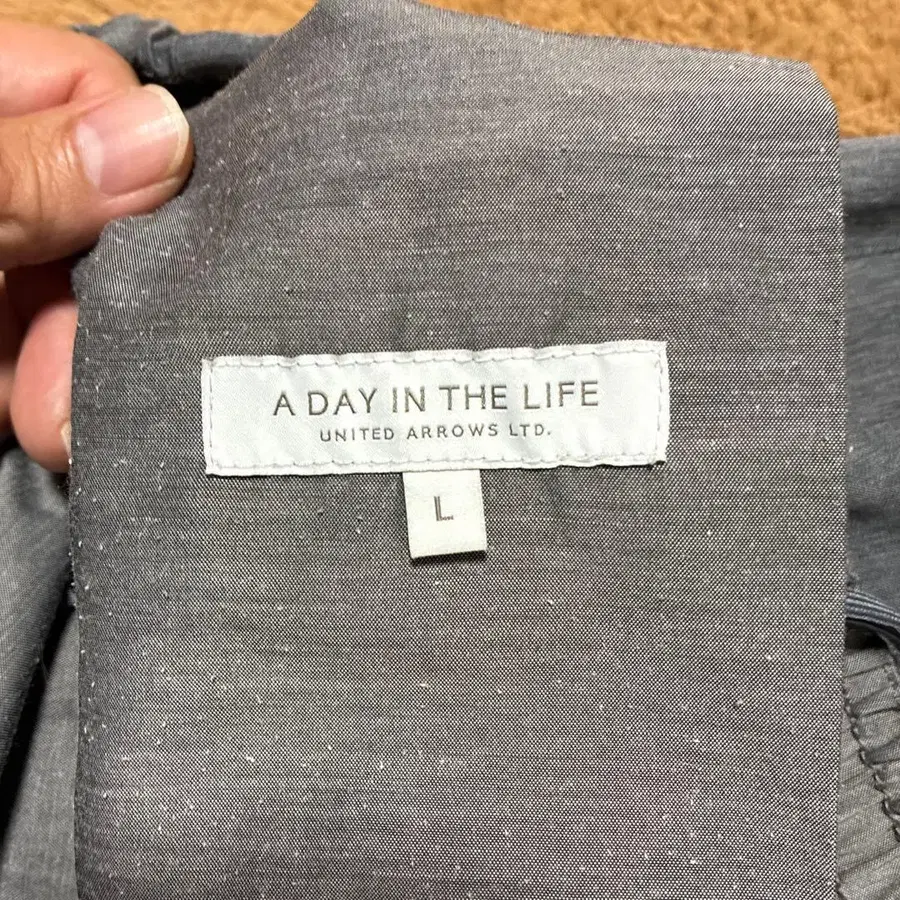 A DAY IN THE LIFE
UNITED ARROWS LTD.
L